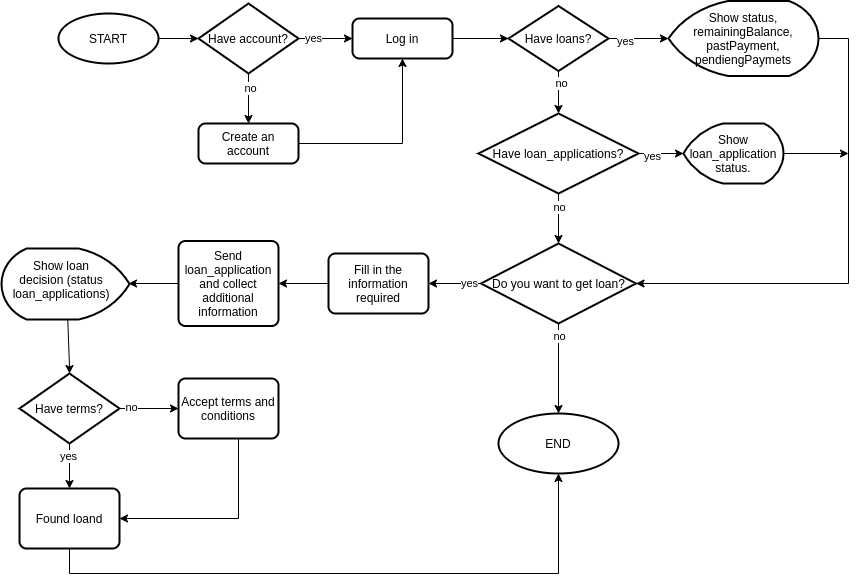 START
Have account?
yes
Log in
Have loans?
yes
Show status,
remainingBalance,
pastPayment,
pendiengPaymets
no
no
Create an
account
Have loan_applications?
yes
Show
loan_application
status.
no
Do you want to get loan?
yes
Fill in the
information
required
Send
loan_application
and collect
additional
information
Show loan
decision (status
loan_applications)
no
Have terms?
no
Accept terms and
conditions
yes
END
Found loand